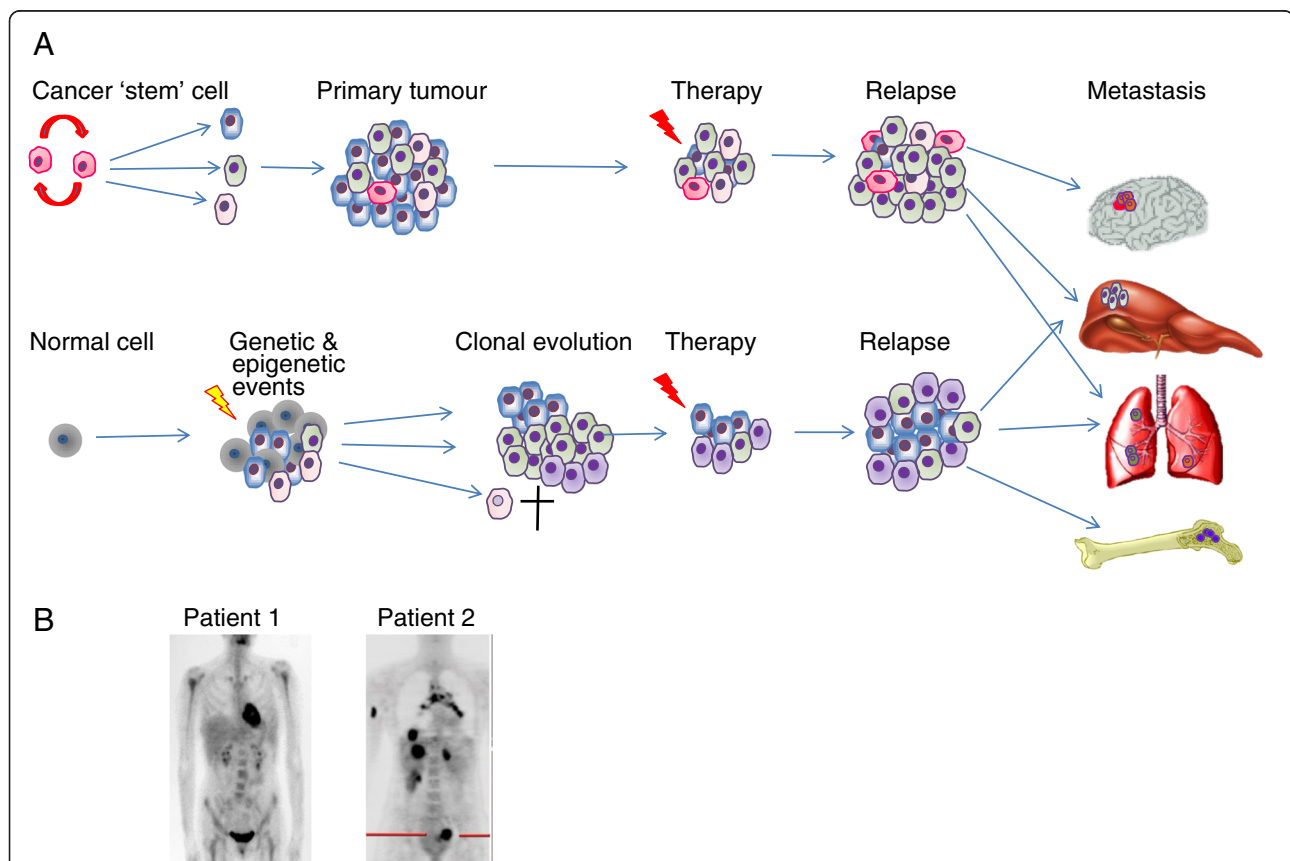 A
Cancer ‘stem’ cell
Primary tumour
Therapy
Relapse
Metastasis
Normal cell
Genetic &
epigenetic
events
Clonal evolution
Therapy
Relapse
B
Patient 1
Patient 2